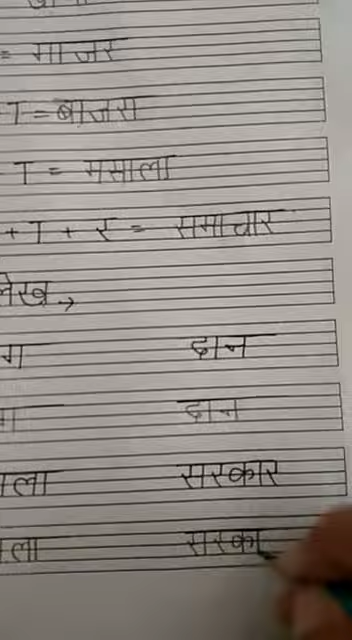 = गाजर
ा = बाजरा
ा = मसाला
+ ा + र = समाचार
लेख →
ग दान
ग दान
ाला सरकार
ला सरका